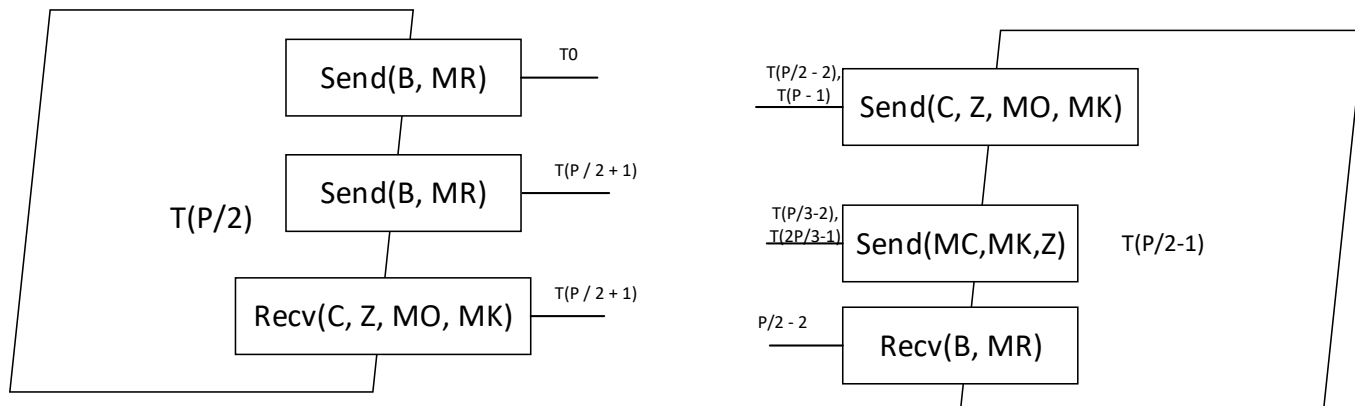 Send(B, MR)
T0
Send(B, MR)
T(P / 2 + 1)
T(P/2)
Recv(C, Z, MO, MK)
T(P / 2 + 1)
T(P/2 - 2),
T(P - 1)
Send(C, Z, MO, MK)
T(P/3-2),
T(2P/3-1)
Send(MC,MK,Z)
T(P/2-1)
P/2 - 2
Recv(B, MR)